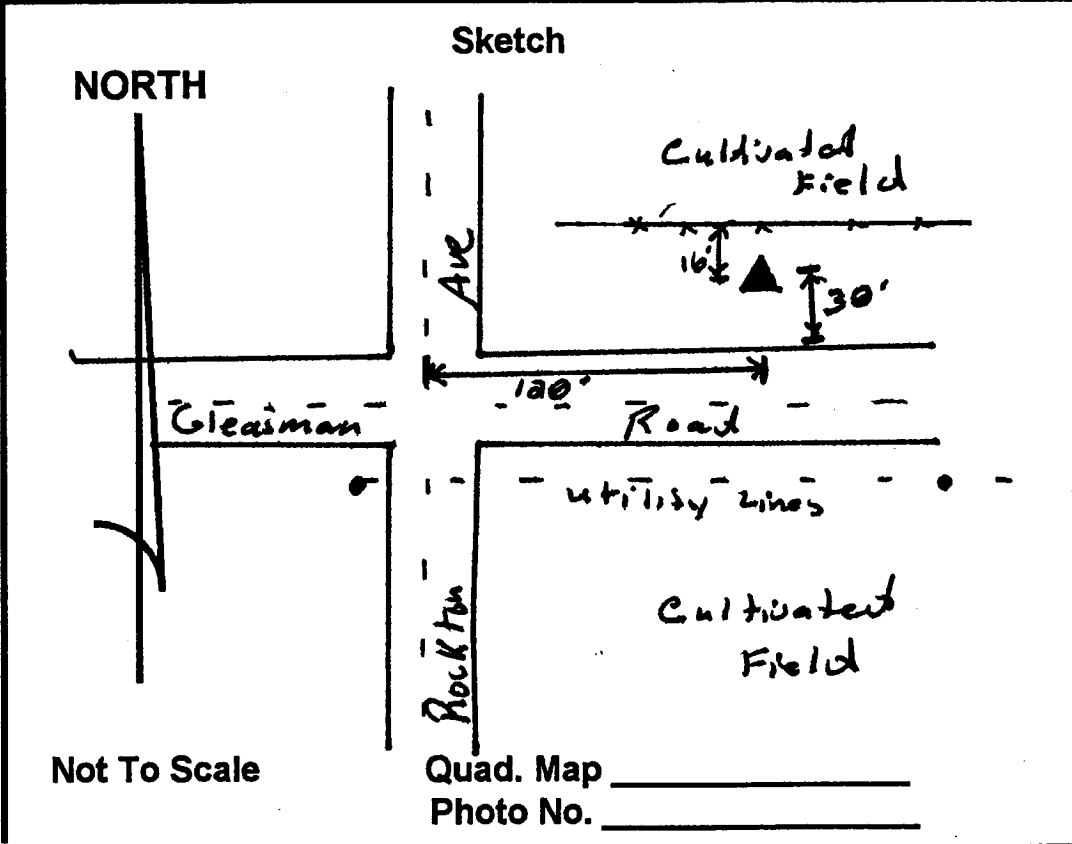 Sketch
NORTH
Cultivated
Field
Ave
16'
30'
120'
Gleasman Road
utility Lines
Cultivated
Field
Rockton
Not To Scale
Quad. Map
Photo No.